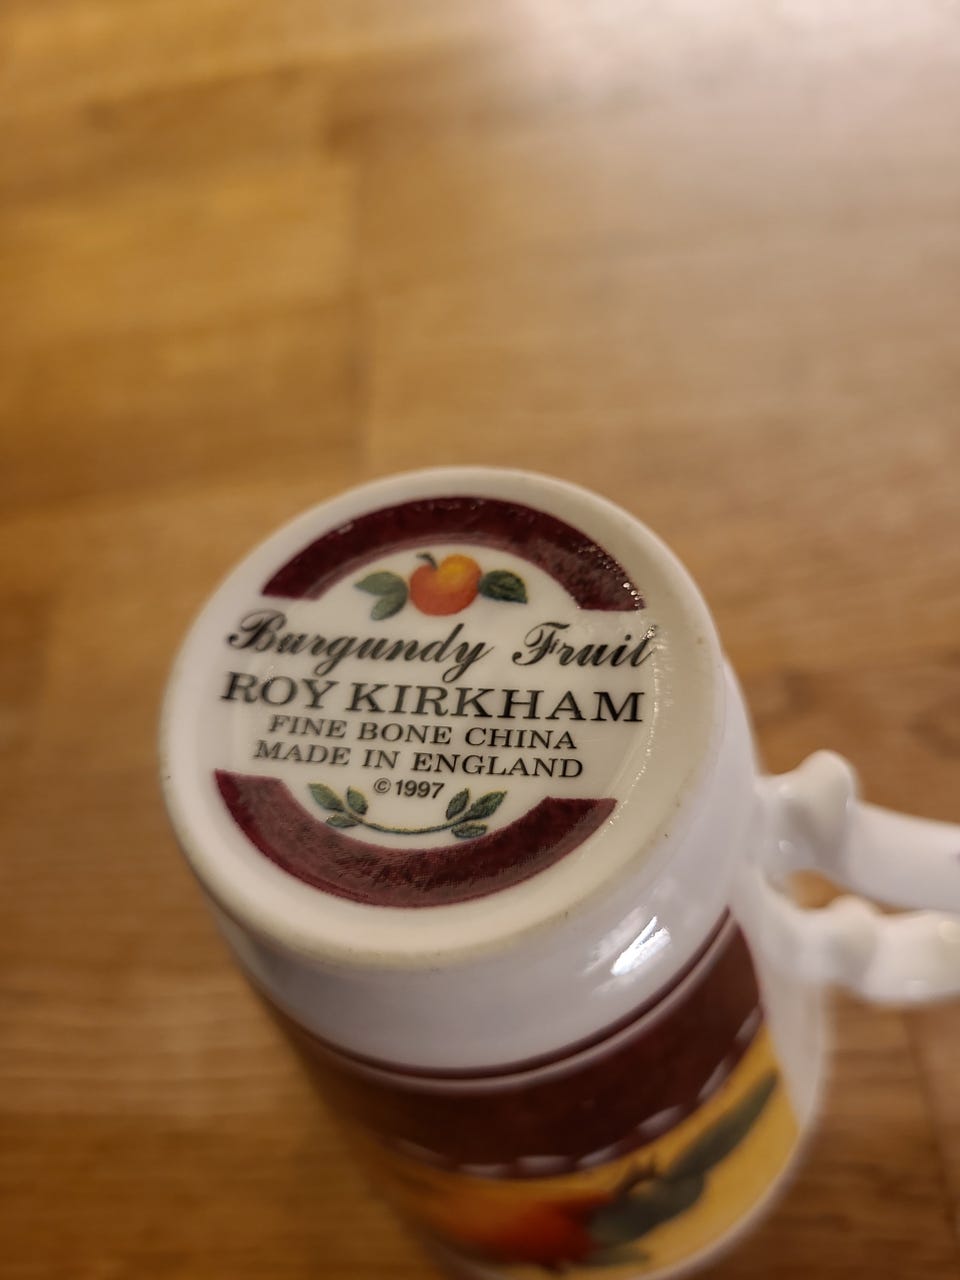 Burgundy Fruit
ROY KIRKHAM
FINE BONE CHINA
MADE IN ENGLAND
©1997